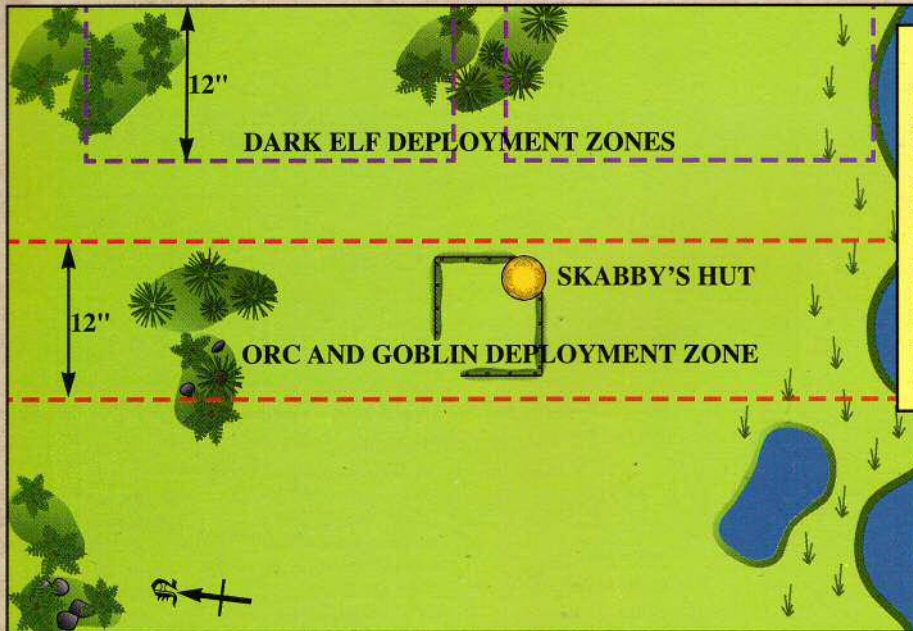 12"
DARK ELF DEPLOYMENT ZONES
SKABBY'S HUT
12"
ORC AND GOBLIN DEPLOYMENT ZONE